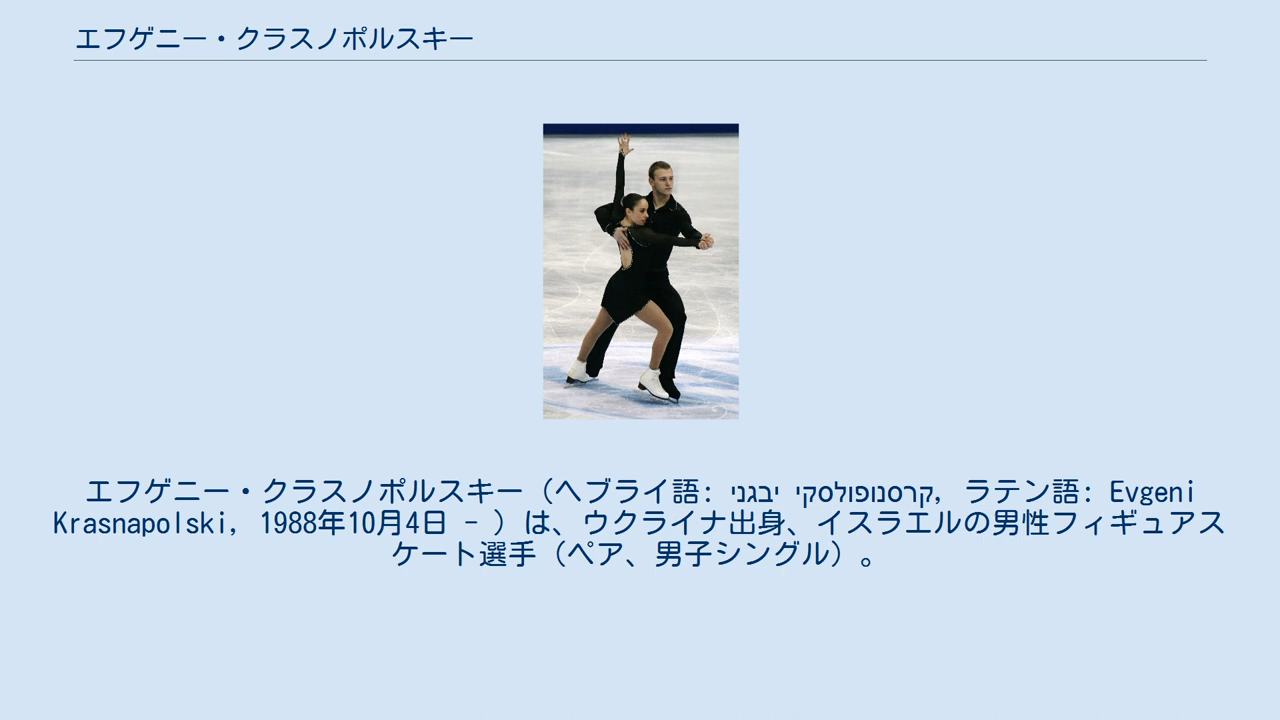 エフゲニー・クラスノポルスキー
エフゲニー・クラスノポルスキー（ヘブライ語: יבגני קרסנופולסקי, ラテン語: Evgeni
Krasnapolski, 1988年10月4日 - ）は、ウクライナ出身、イスラエルの男性フィギュアス
ケート選手（ペア、男子シングル）。